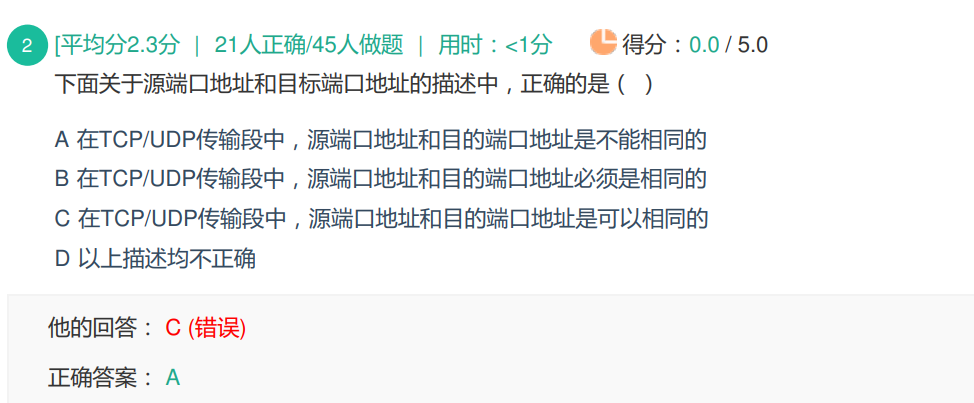 2 [平均分2.3分 | 21人正确/45人做题 | 用时：<1分 得分：0.0 / 5.0
下面关于源端口地址和目标端口地址的描述中，正确的是（ ）
A 在TCP/UDP传输段中，源端口地址和目的端口地址是不能相同的
B 在TCP/UDP传输段中，源端口地址和目的端口地址必须是相同的
C 在TCP/UDP传输段中，源端口地址和目的端口地址是可以相同的
D 以上描述均不正确
他的回答： C (错误)
正确答案： A